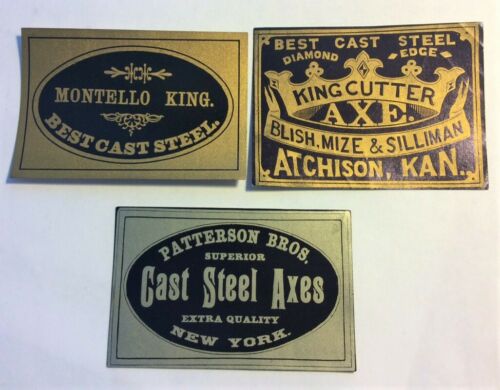 MONTELLO KING.
BEST CAST STEEL.
BEST CAST STEEL
DIAMOND EDGE
KING CUTTER
AXE.
BLISH, MIZE & SILLIMAN
ATCHISON, KAN.
PATTERSON BROS.
SUPERIOR
Cast Steel Axes
EXTRA QUALITY
NEW YORK.